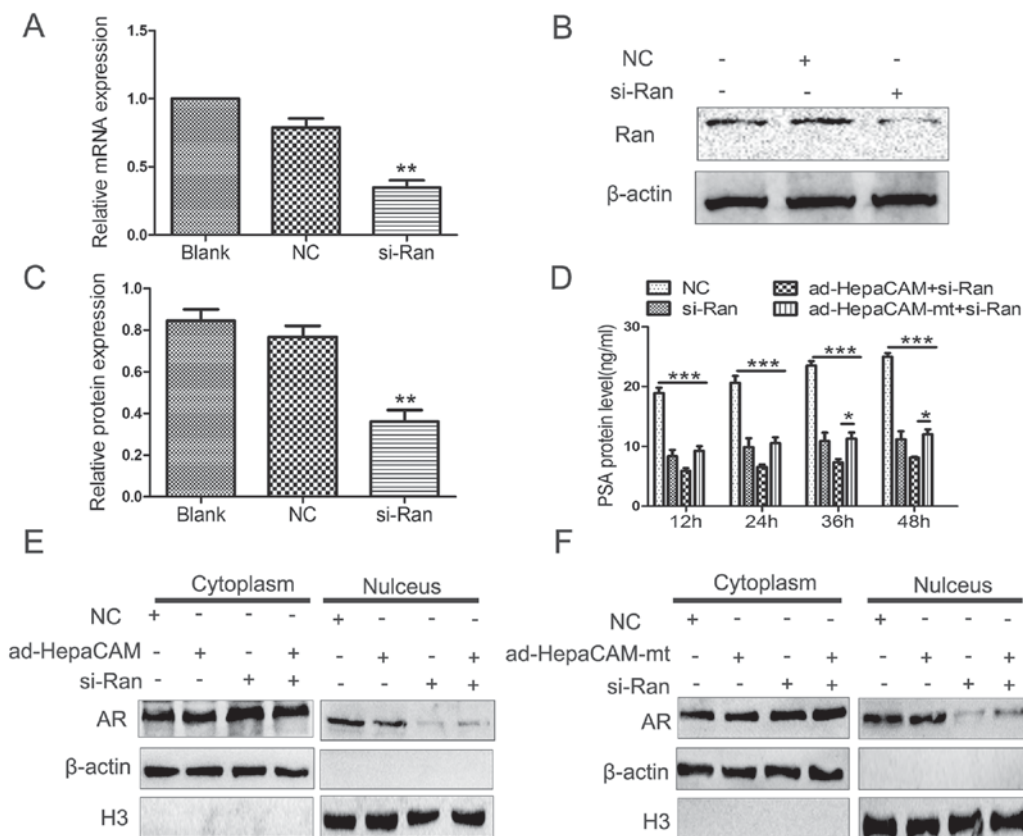 A
Relative mRNA expression
1.5
1.0
0.5
0.0
**
Blank NC si-Ran
B
NC - + -
si-Ran - - +
Ran
β-actin
C
Relative protein expression
1.0
0.8
0.6
0.4
0.2
0.0
**
Blank NC si-Ran
D
NC ad-HepaCAM+si-Ran
si-Ran ad-HepaCAM-mt+si-Ran
PSA protein level(ng/ml)
30
20
10
0
*** *** *** ***
* *
12h 24h 36h 48h
E
Cytoplasm Nulceus
NC + - - - + - - -
ad-HepaCAM - + - + - + - +
si-Ran - - + + - - + +
AR
β-actin
H3
F
Cytoplasm Nulceus
NC + - - - + - - -
ad-HepaCAM-mt - + - + - + - +
si-Ran - - + + - - + +
AR
β-actin
H3